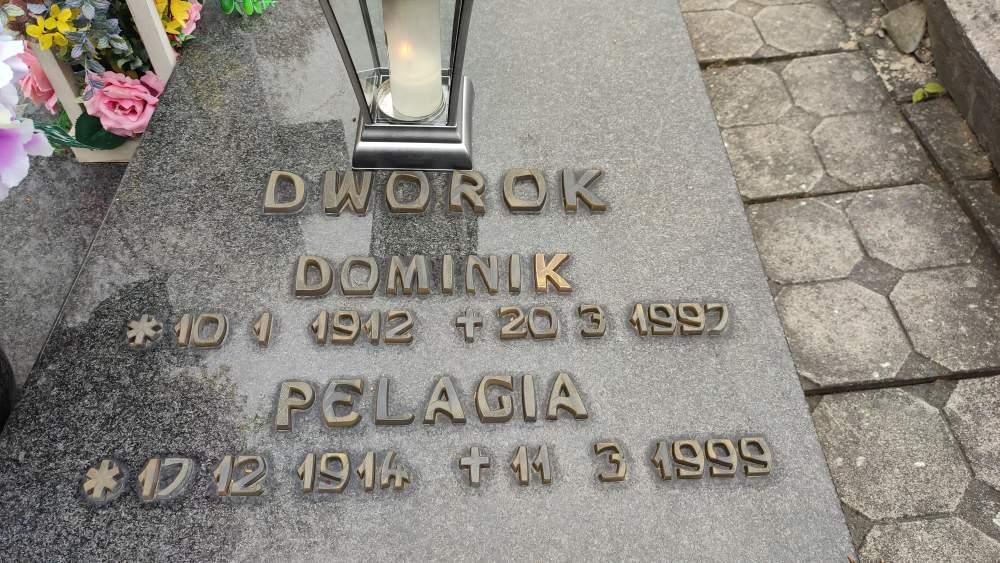 DWOROK
DOMINIK
* 10 1 1912 ✝ 20 3 1997
PELAGIA
* 17 12 1914 ✝ 11 3 1999